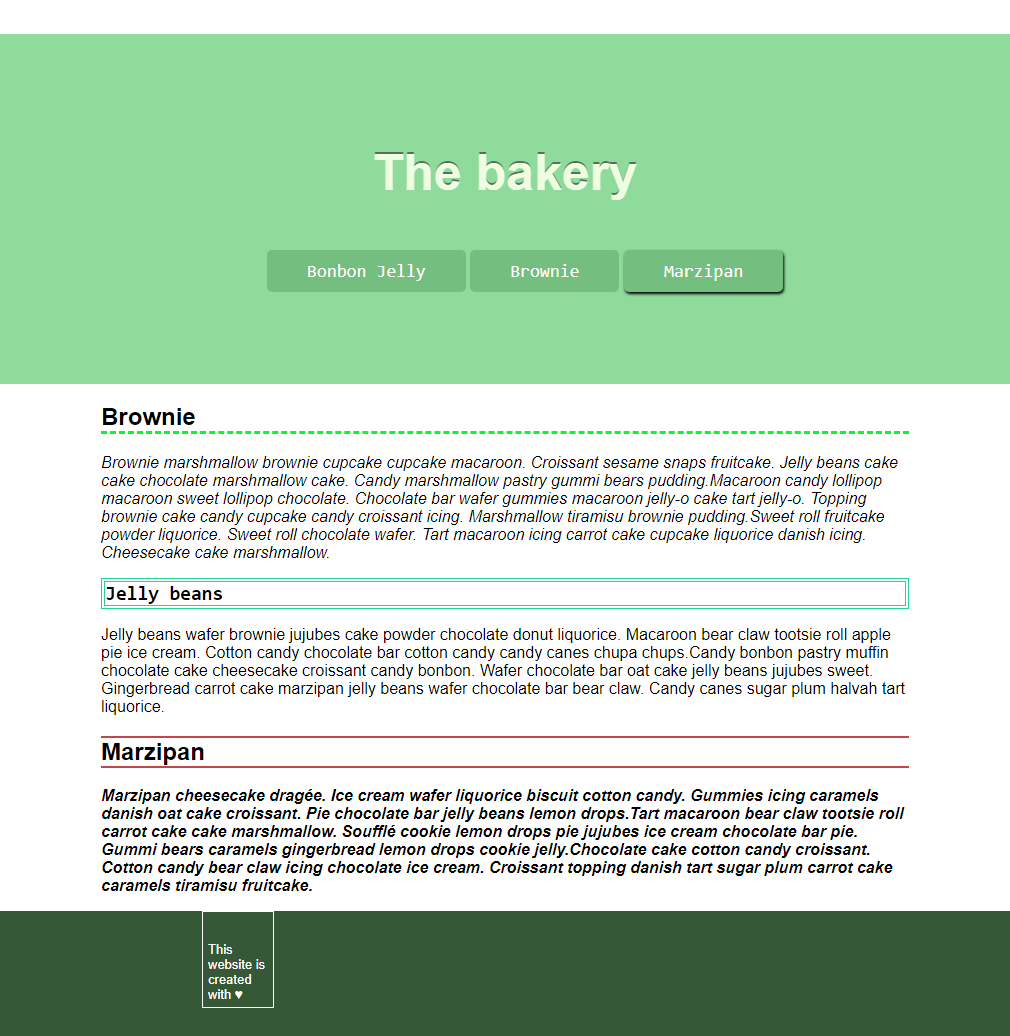 The bakery
Bonbon Jelly Brownie Marzipan
Brownie
Brownie marshmallow brownie cupcake cupcake macaroon. Croissant sesame snaps fruitcake. Jelly beans cake
cake chocolate marshmallow cake. Candy marshmallow pastry gummi bears pudding.Macaroon candy lollipop
macaroon sweet lollipop chocolate. Chocolate bar wafer gummies macaroon jelly-o cake tart jelly-o. Topping
brownie cake candy cupcake candy croissant icing. Marshmallow tiramisu brownie pudding.Sweet roll fruitcake
powder liquorice. Sweet roll chocolate wafer. Tart macaroon icing carrot cake cupcake liquorice danish icing.
Cheesecake cake marshmallow.
Jelly beans
Jelly beans wafer brownie jujubes cake powder chocolate donut liquorice. Macaroon bear claw tootsie roll apple
pie ice cream. Cotton candy chocolate bar cotton candy candy canes chupa chups.Candy bonbon pastry muffin
chocolate cake cheesecake croissant candy bonbon. Wafer chocolate bar oat cake jelly beans jujubes sweet.
Gingerbread carrot cake marzipan jelly beans wafer chocolate bar bear claw. Candy canes sugar plum halvah tart
liquorice.
Marzipan
Marzipan cheesecake dragée. Ice cream wafer liquorice biscuit cotton candy. Gummies icing caramels
danish oat cake croissant. Pie chocolate bar jelly beans lemon drops.Tart macaroon bear claw tootsie roll
carrot cake cake marshmallow. Soufflé cookie lemon drops pie jujubes ice cream chocolate bar pie.
Gummi bears caramels gingerbread lemon drops cookie jelly.Chocolate cake cotton candy croissant.
Cotton candy bear claw icing chocolate ice cream. Croissant topping danish tart sugar plum carrot cake
caramels tiramisu fruitcake.
This
website is
created
with ♥